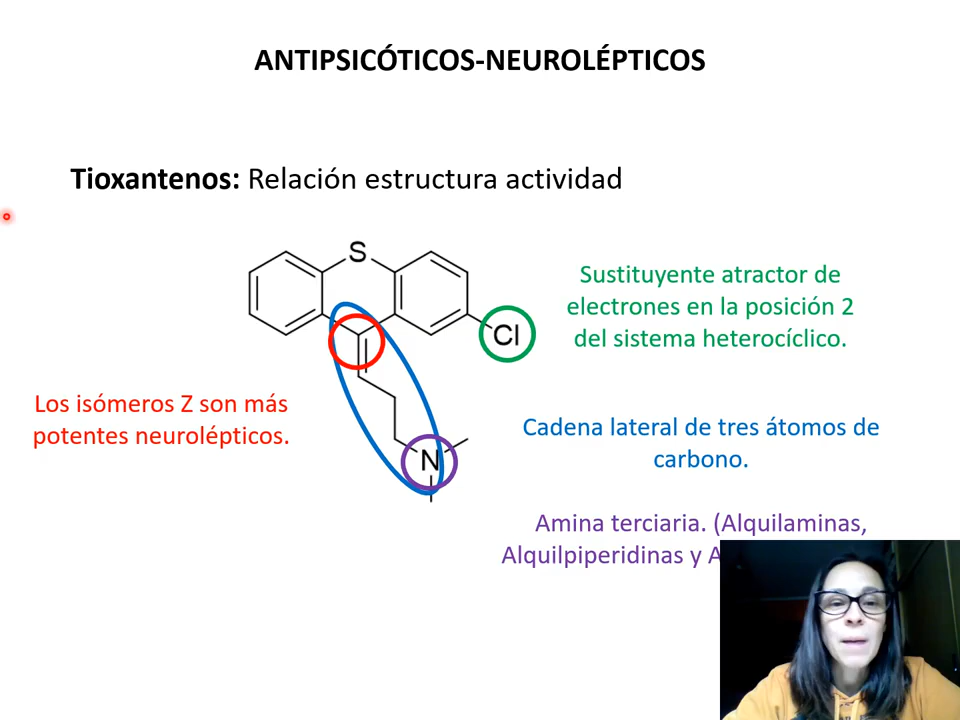 ANTIPSICÓTICOS-NEUROLÉPTICOS
Tioxantenos: Relación estructura actividad
S
Cl
N
Sustituyente atractor de
electrones en la posición 2
del sistema heterocíclico.
Los isómeros Z son más
potentes neurolépticos.
Cadena lateral de tres átomos de
carbono.
Amina terciaria. (Alquilaminas,
Alquilpiperidinas y